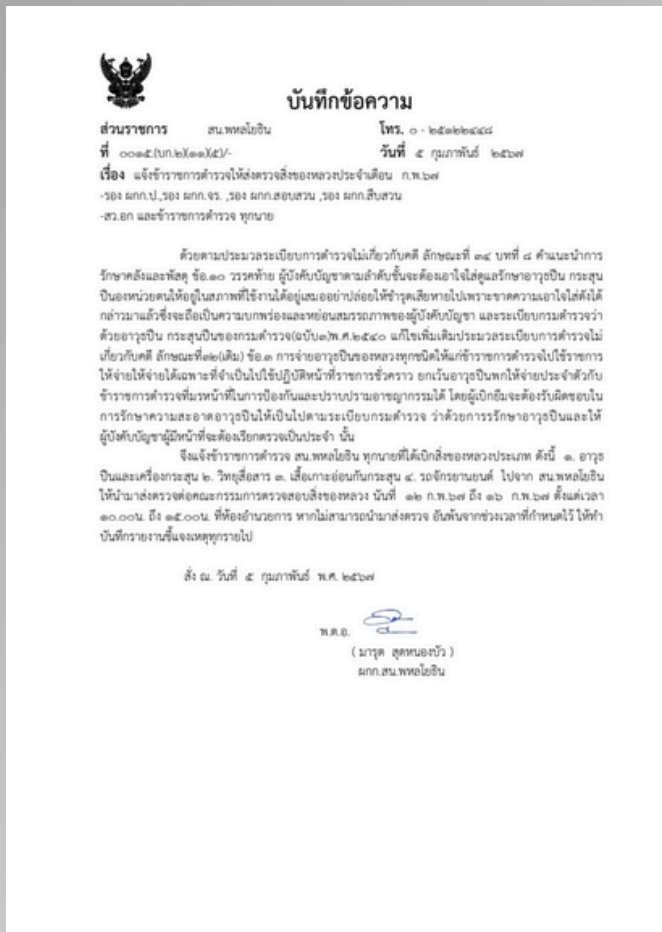 บันทึกข้อความ
ส่วนราชการ สน.พหลโยธิน โทร. ๐ - ๒๕๑๒๒๔๔๘
ที่ ๐๐๑๕.(บก.๒)(๑๑)(๕)/- วันที่ ๕ กุมภาพันธ์ ๒๕๖๗
เรื่อง แจ้งข้าราชการตำรวจให้ส่งตรวจสิ่งของหลวงประจำเดือน ก.พ.๖๗
-รอง ผกก.ป.,รอง ผกก.จร. ,รอง ผกก.สอบสวน ,รอง ผกก.สืบสวน
-สว.อก และข้าราชการตำรวจ ทุกนาย
ด้วยตามประมวลระเบียบการตำรวจไม่เกี่ยวกับคดี ลักษณะที่ ๓๔ บทที่ ๘ คำแนะนำการ
รักษาคลังและพัสดุ ข้อ.๑๐ วรรคท้าย ผู้บังคับบัญชาตามลำดับชั้นจะต้องเอาใจใส่ดูแลรักษาอาวุธปืน กระสุน
ปืนของหน่วยตนให้อยู่ในสภาพที่ใช้งานได้อยู่เสมออย่าปล่อยให้ชำรุดเสียหายไปเพราะขาดความเอาใจใส่ดังได้
กล่าวมาแล้วซึ่งจะถือเป็นความบกพร่องและหย่อนสมรรถภาพของผู้บังคับบัญชา และระเบียบกรมตำรวจว่า
ด้วยอาวุธปืน กระสุนปืนของกรมตำรวจ(ฉบับ๓)พ.ศ.๒๕๔๐ แก้ไขเพิ่มเติมประมวลระเบียบการตำรวจไม่
เกี่ยวกับคดี ลักษณะที่๓๒(เดิม) ข้อ.๓ การจ่ายอาวุธปืนของหลวงทุกชนิดให้แก่ข้าราชการตำรวจไปใช้ราชการ
ให้จ่ายให้จ่ายได้เฉพาะที่จำเป็นไปใช้ปฏิบัติหน้าที่ราชการชั่วคราว ยกเว้นอาวุธปืนพกให้จ่ายประจำตัวกับ
ข้าราชการตำรวจที่มรหน้าที่ในการป้องกันและปราบปรามอาชญากรรมได้ โดยผู้เบิกยืมจะต้องรับผิดชอบใน
การรักษาความสะอาดอาวุธปืนให้เป็นไปตามระเบียบกรมตำรวจ ว่าด้วยการรรักษาอาวุธปืนและให้
ผู้บังคับบัญชาผู้มีหน้าที่จะต้องเรียกตรวจเป็นประจำ นั้น
จึงแจ้งข้าราชการตำรวจ สน.พหลโยธิน ทุกนายที่ได้เบิกสิ่งของหลวงประเภท ดังนี้ ๑. อาวุธ
ปืนและเครื่องกระสุน ๒. วิทยุสื่อสาร ๓. เสื้อเกาะอ่อนกันกระสุน ๔. รถจักรยานยนต์ ไปจาก สน.พหลโยธิน
ให้นำมาส่งตรวจต่อคณะกรรมการตรวจสอบสิ่งของหลวง นันที่ ๑๒ ก.พ.๖๗ ถึง ๑๖ ก.พ.๖๗ ตั้งแต่เวลา
๑๐.๐๐น. ถึง ๑๕.๐๐น. ที่ห้องอำนวยการ หากไม่สามารถนำมาส่งตรวจ อันพ้นจากช่วงเวลาที่กำหนดไว้ ให้ทำ
บันทึกรายงานชี้แจงเหตุทุกรายไป
สั่ง ณ. วันที่ ๕ กุมภาพันธ์ พ.ศ. ๒๕๖๗
พ.ต.อ.
( มารุต สุดหนองบัว )
ผกก.สน.พหลโยธิน